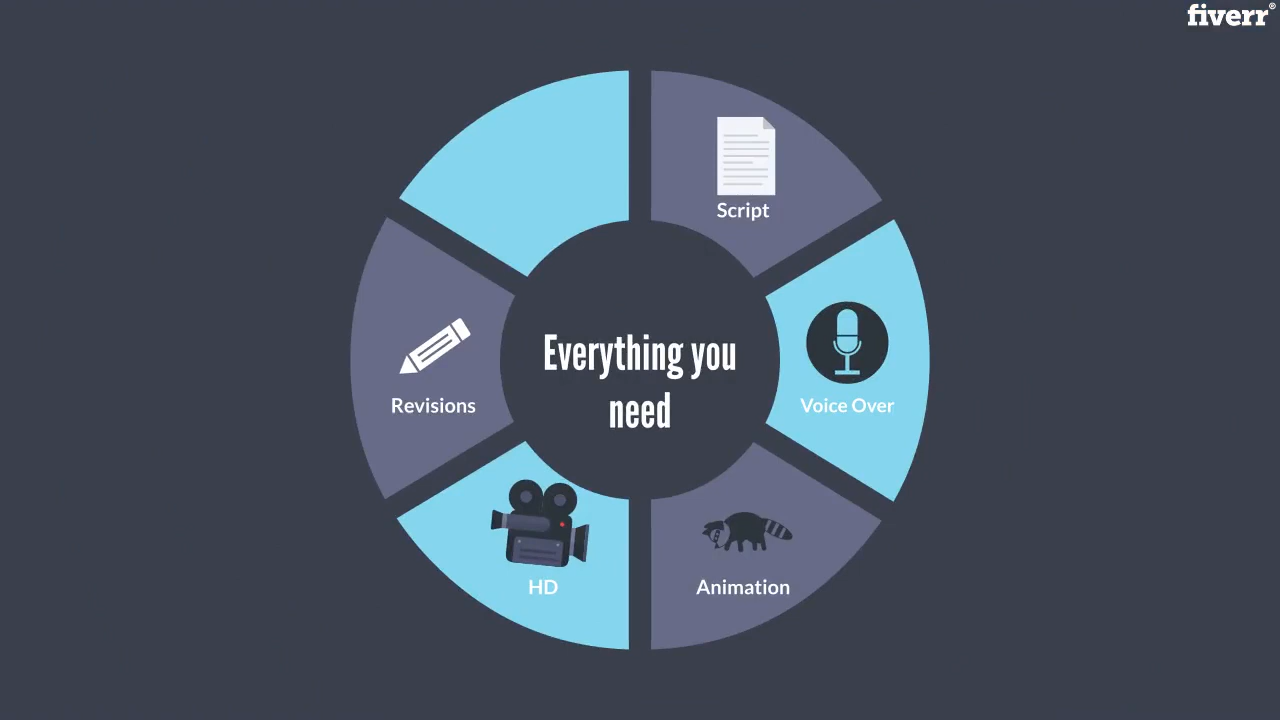 fiverr®
Script
Voice Over
Everything you
need
Revisions
HD
Animation